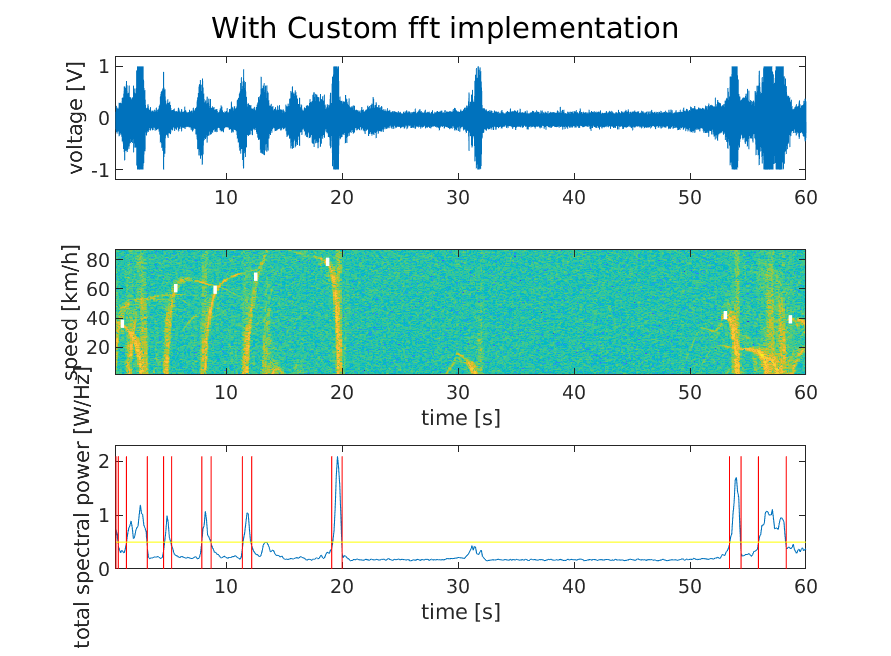 With Custom fft implementation
voltage [V]
1
0
-1
10 20 30 40 50 60
speed [km/h]
80
60
40
20
10 20 30 40 50 60
time [s]
total spectral power [W/Hz]
2
1
0
10 20 30 40 50 60
time [s]